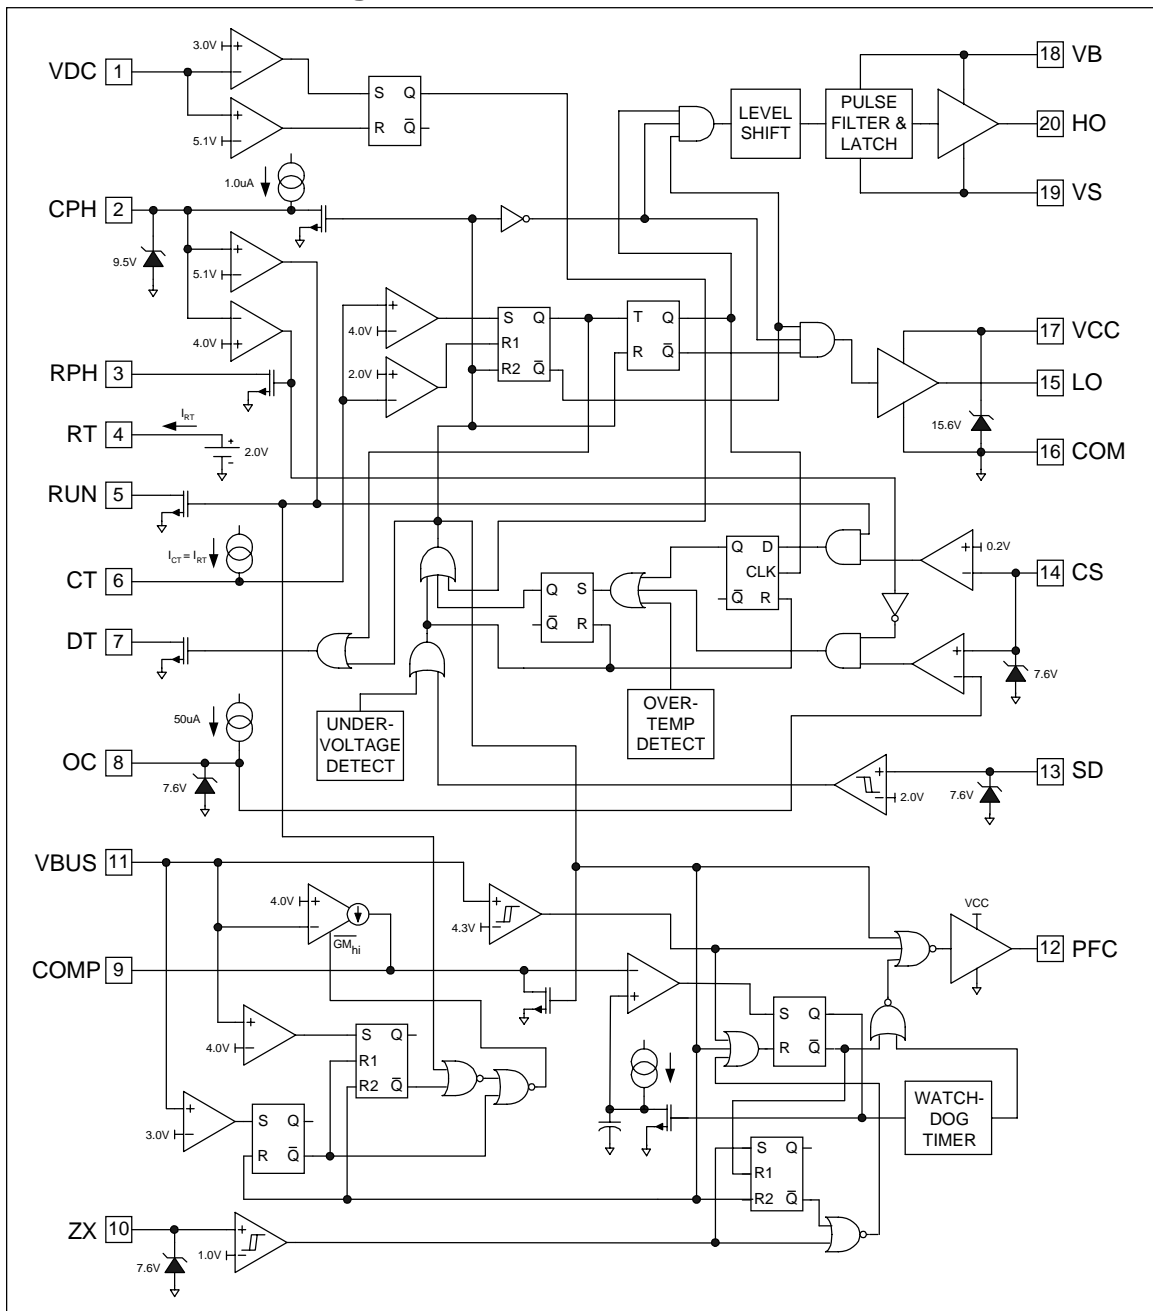 3.0V
VDC 1
5.1V
S Q
R Q̅
1.0uA
CPH 2
9.5V
5.1V
4.0V
RPH 3
RT 4
I_RT
2.0V
RUN 5
I_CT = I_RT
CT 6
DT 7
50uA
OC 8
7.6V
4.0V
2.0V
S Q
R1
R2 Q̅
T Q
R Q̅
LEVEL
SHIFT
PULSE
FILTER &
LATCH
18 VB
20 HO
19 VS
17 VCC
15 LO
15.6V
16 COM
Q D
CLK
Q̅ R
Q S
Q̅ R
0.2V
14 CS
7.6V
UNDER-
VOLTAGE
DETECT
OVER-
TEMP
DETECT
13 SD
2.0V
7.6V
VBUS 11
4.0V
GM̅_hi
4.3V
COMP 9
4.0V
S Q
R1
R2 Q̅
3.0V
S Q
R Q̅
S Q
R Q̅
VCC
12 PFC
WATCH-
DOG
TIMER
S Q
R1
R2 Q̅
ZX 10
7.6V
1.0V